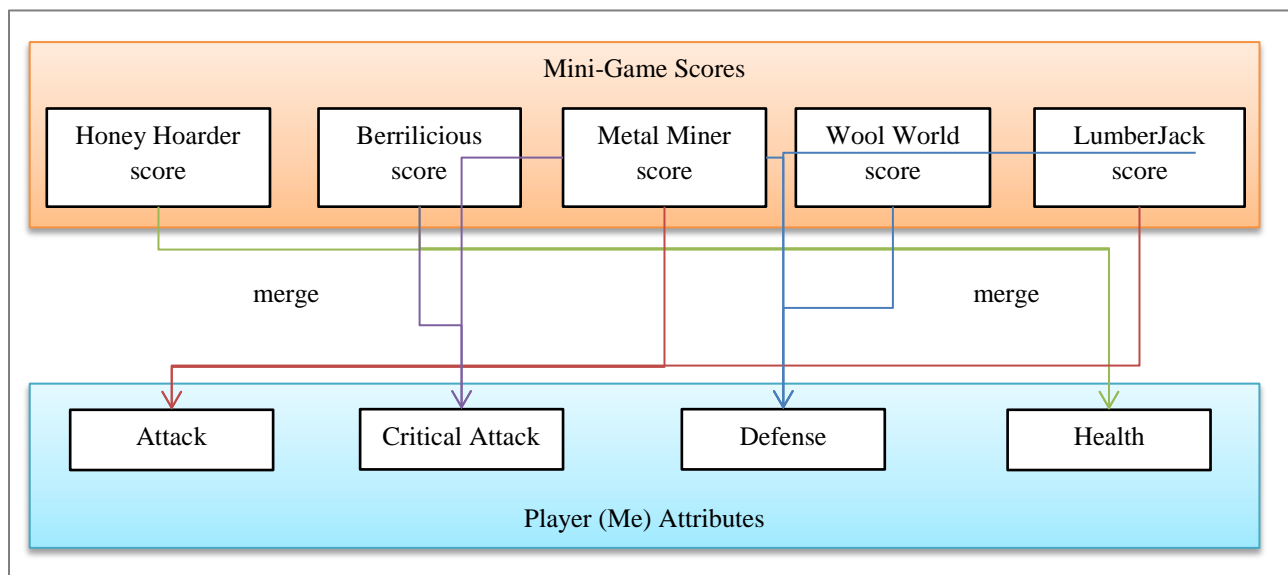 Mini-Game Scores
Honey Hoarder
score
Berrilicious
score
Metal Miner
score
Wool World
score
LumberJack
score
merge
merge
Attack
Critical Attack
Defense
Health
Player (Me) Attributes